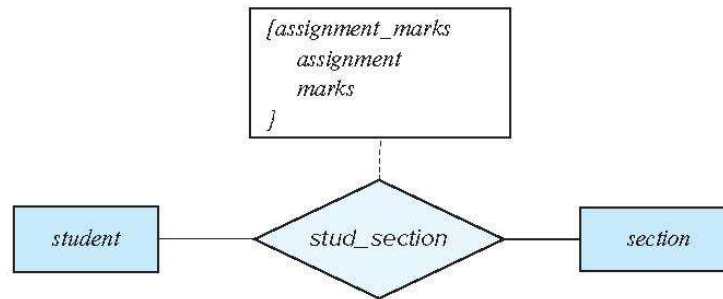 {assignment_marks
assignment
marks
}
student
stud_section
section